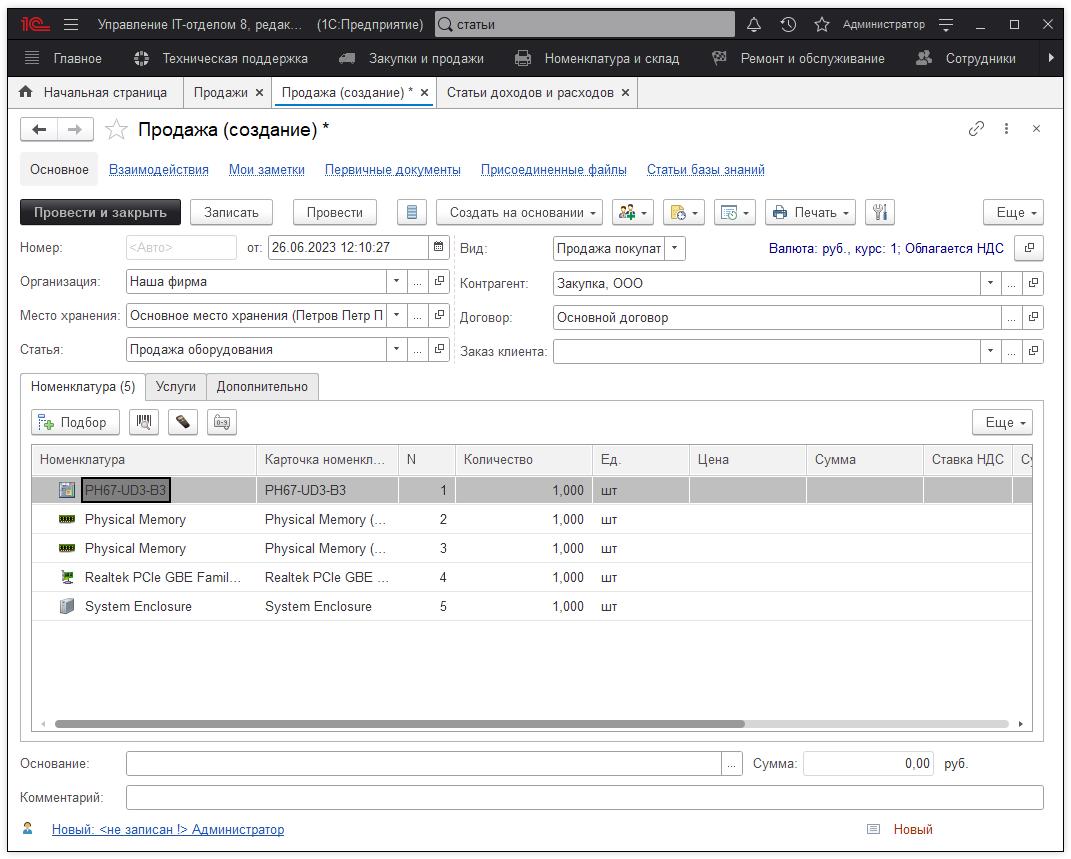 1С Управление IT-отделом 8, редак... (1С:Предприятие) статьи Администратор
Главное Техническая поддержка Закупки и продажи Номенклатура и склад Ремонт и обслуживание Сотрудники
Начальная страница Продажи × Продажа (создание) * × Статьи доходов и расходов ×
Продажа (создание) *
Основное Взаимодействия Мои заметки Первичные документы Присоединенные файлы Статьи базы знаний
Провести и закрыть Записать Провести Создать на основании Печать Еще
Номер: <Авто> от: 26.06.2023 12:10:27 Вид: Продажа покупат Валюта: руб., курс: 1; Облагается НДС
Организация: Наша фирма ... Контрагент: Закупка, ООО ...
Место хранения: Основное место хранения (Петров Петр П ... Договор: Основной договор ...
Статья: Продажа оборудования ... Заказ клиента: ...
Номенклатура (5) Услуги Дополнительно
Подбор Еще
Номенклатура Карточка номенкл... N Количество Ед. Цена Сумма Ставка НДС Су
PH67-UD3-B3 PH67-UD3-B3 1 1,000 шт
Physical Memory Physical Memory (... 2 1,000 шт
Physical Memory Physical Memory (... 3 1,000 шт
Realtek PCIe GBE Famil... Realtek PCIe GBE ... 4 1,000 шт
System Enclosure System Enclosure 5 1,000 шт
Основание: ... Сумма: 0,00 руб.
Комментарий:
Новый: <не записан !> Администратор Новый